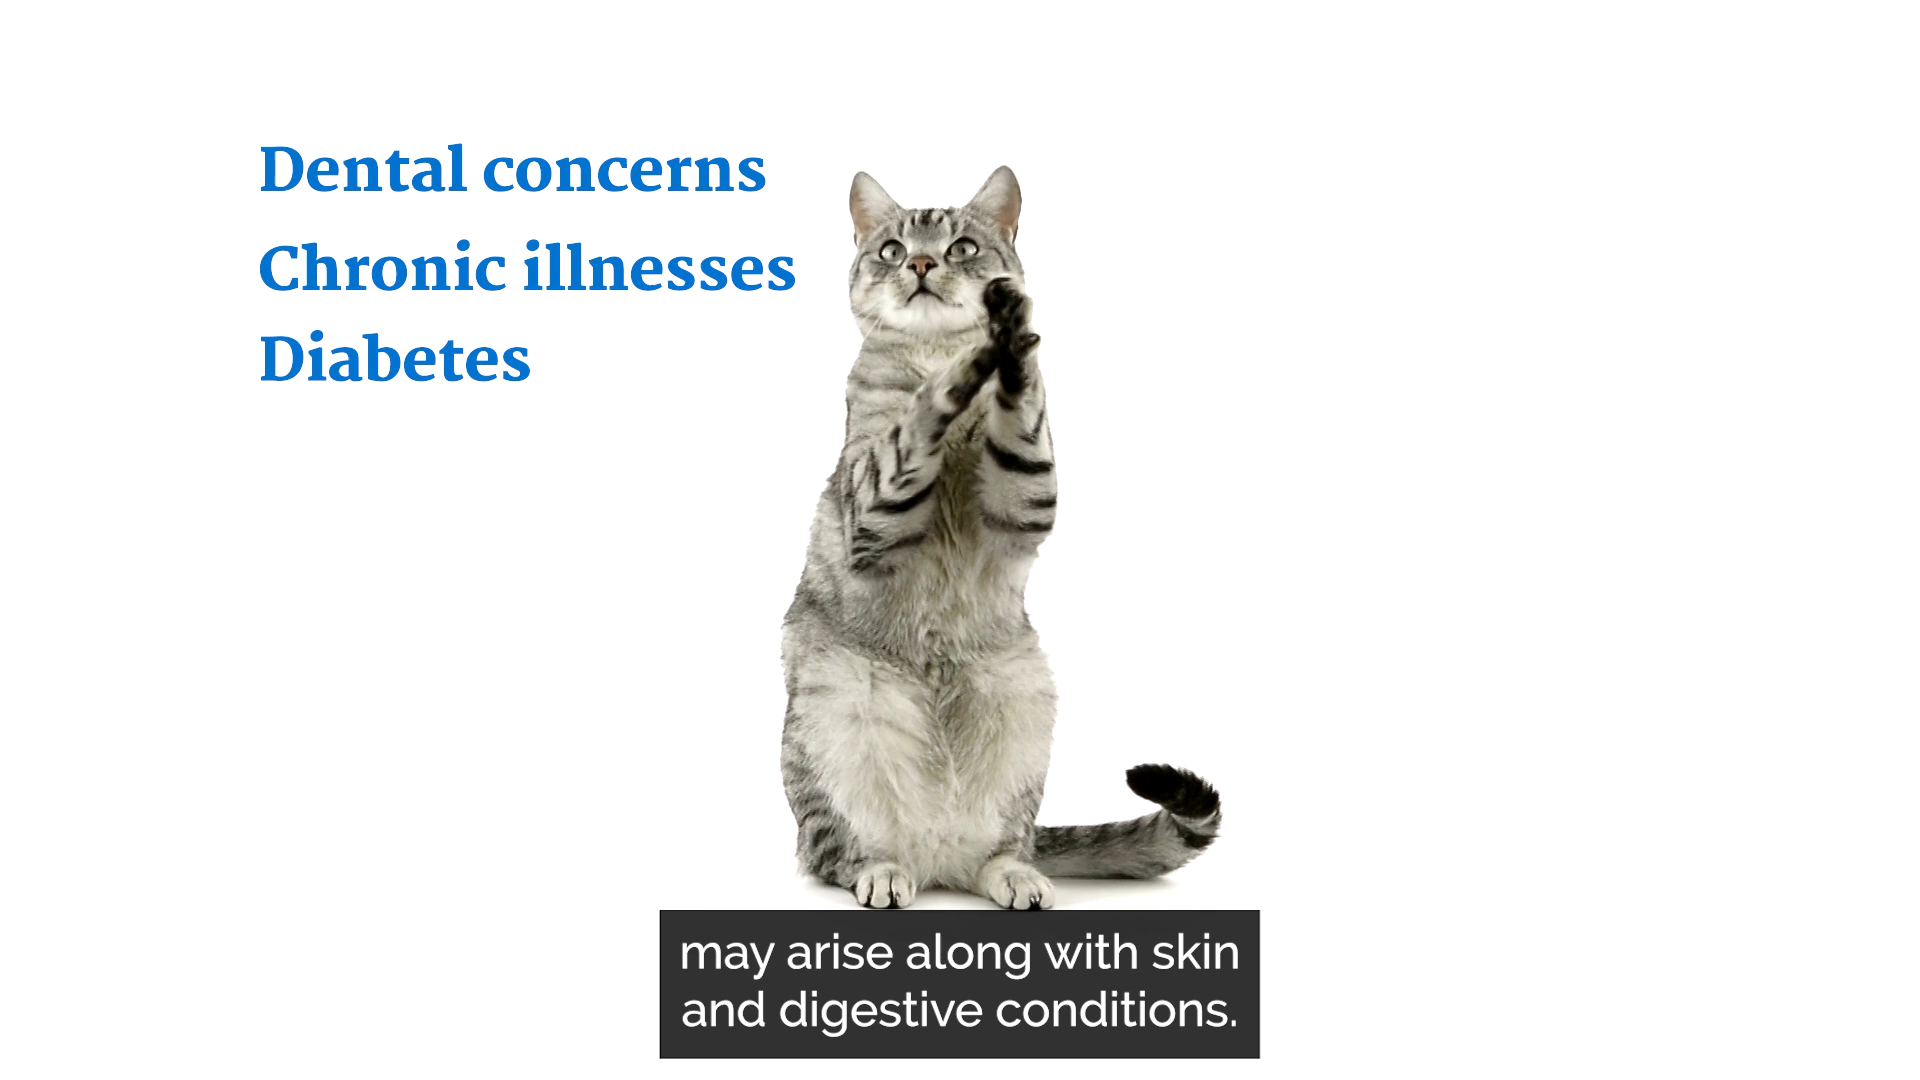 Dental concerns
Chronic illnesses
Diabetes
may arise along with skin
and digestive conditions.